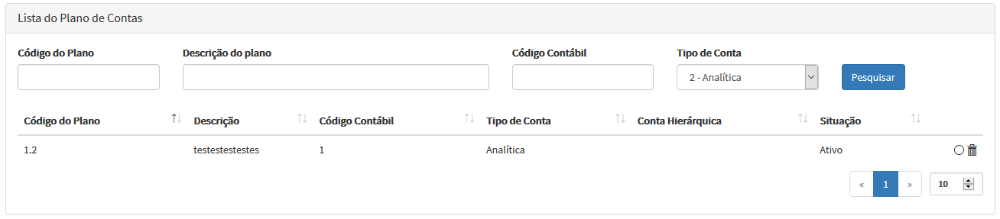 Lista do Plano de Contas
Código do Plano Descrição do plano Código Contábil Tipo de Conta
2 - Analítica Pesquisar
Código do Plano ↑↓ Descrição ↑↓ Código Contábil ↑↓ Tipo de Conta ↑↓ Conta Hierárquica ↑↓ Situação ↑↓
1.2 testestestestes 1 Analítica Ativo
« 1 » 10